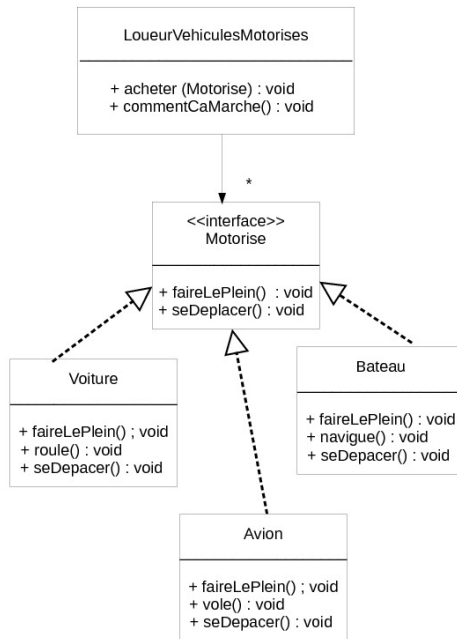 LoueurVehiculesMotorises
+ acheter (Motorise) : void
+ commentCaMarche() : void
*
<<interface>>
Motorise
+ faireLePlein()  : void
+ seDeplacer() : void
Voiture
+ faireLePlein() ; void
+ roule() : void
+ seDepacer() : void
Bateau
+ faireLePlein() : void
+ navigue() : void
+ seDepacer() : void
Avion
+ faireLePlein() ; void
+ vole() : void
+ seDepacer() : void